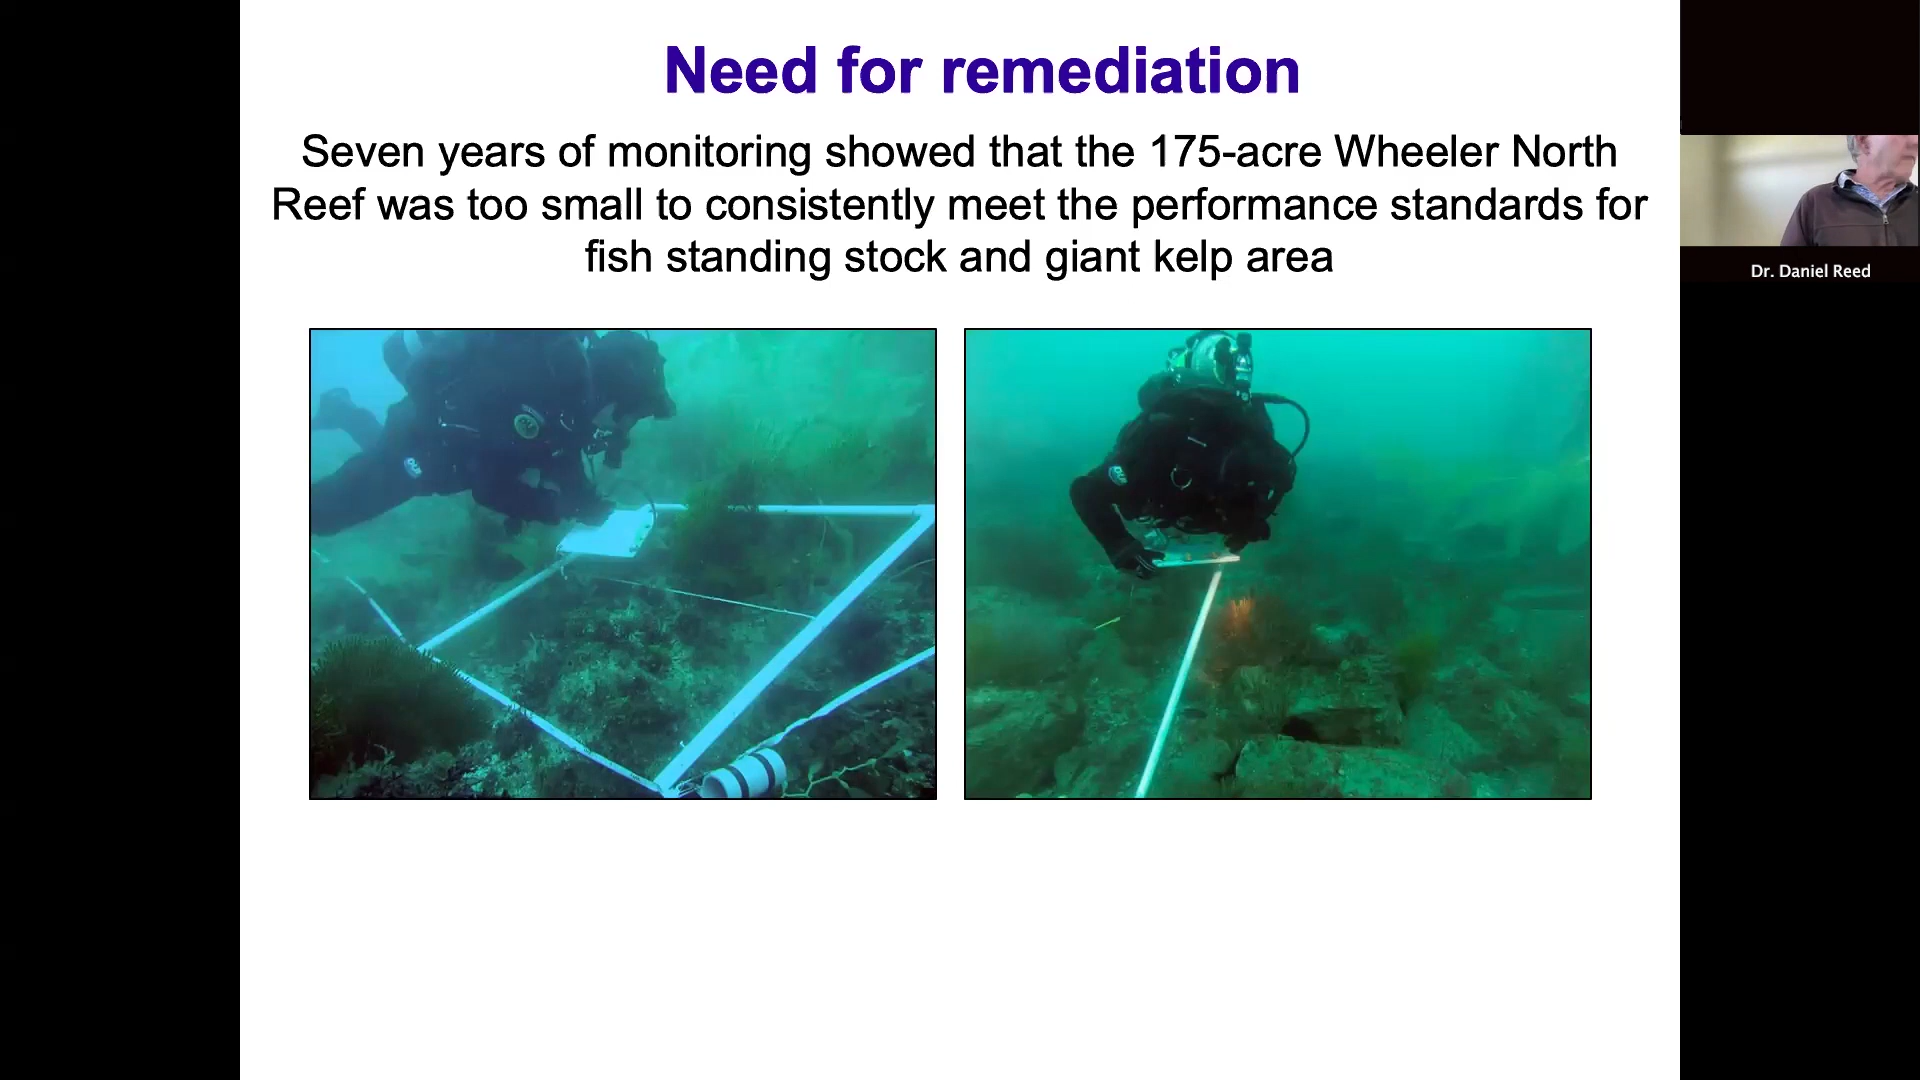 Need for remediation
Seven years of monitoring showed that the 175-acre Wheeler North
Reef was too small to consistently meet the performance standards for
fish standing stock and giant kelp area
Dr. Daniel Reed